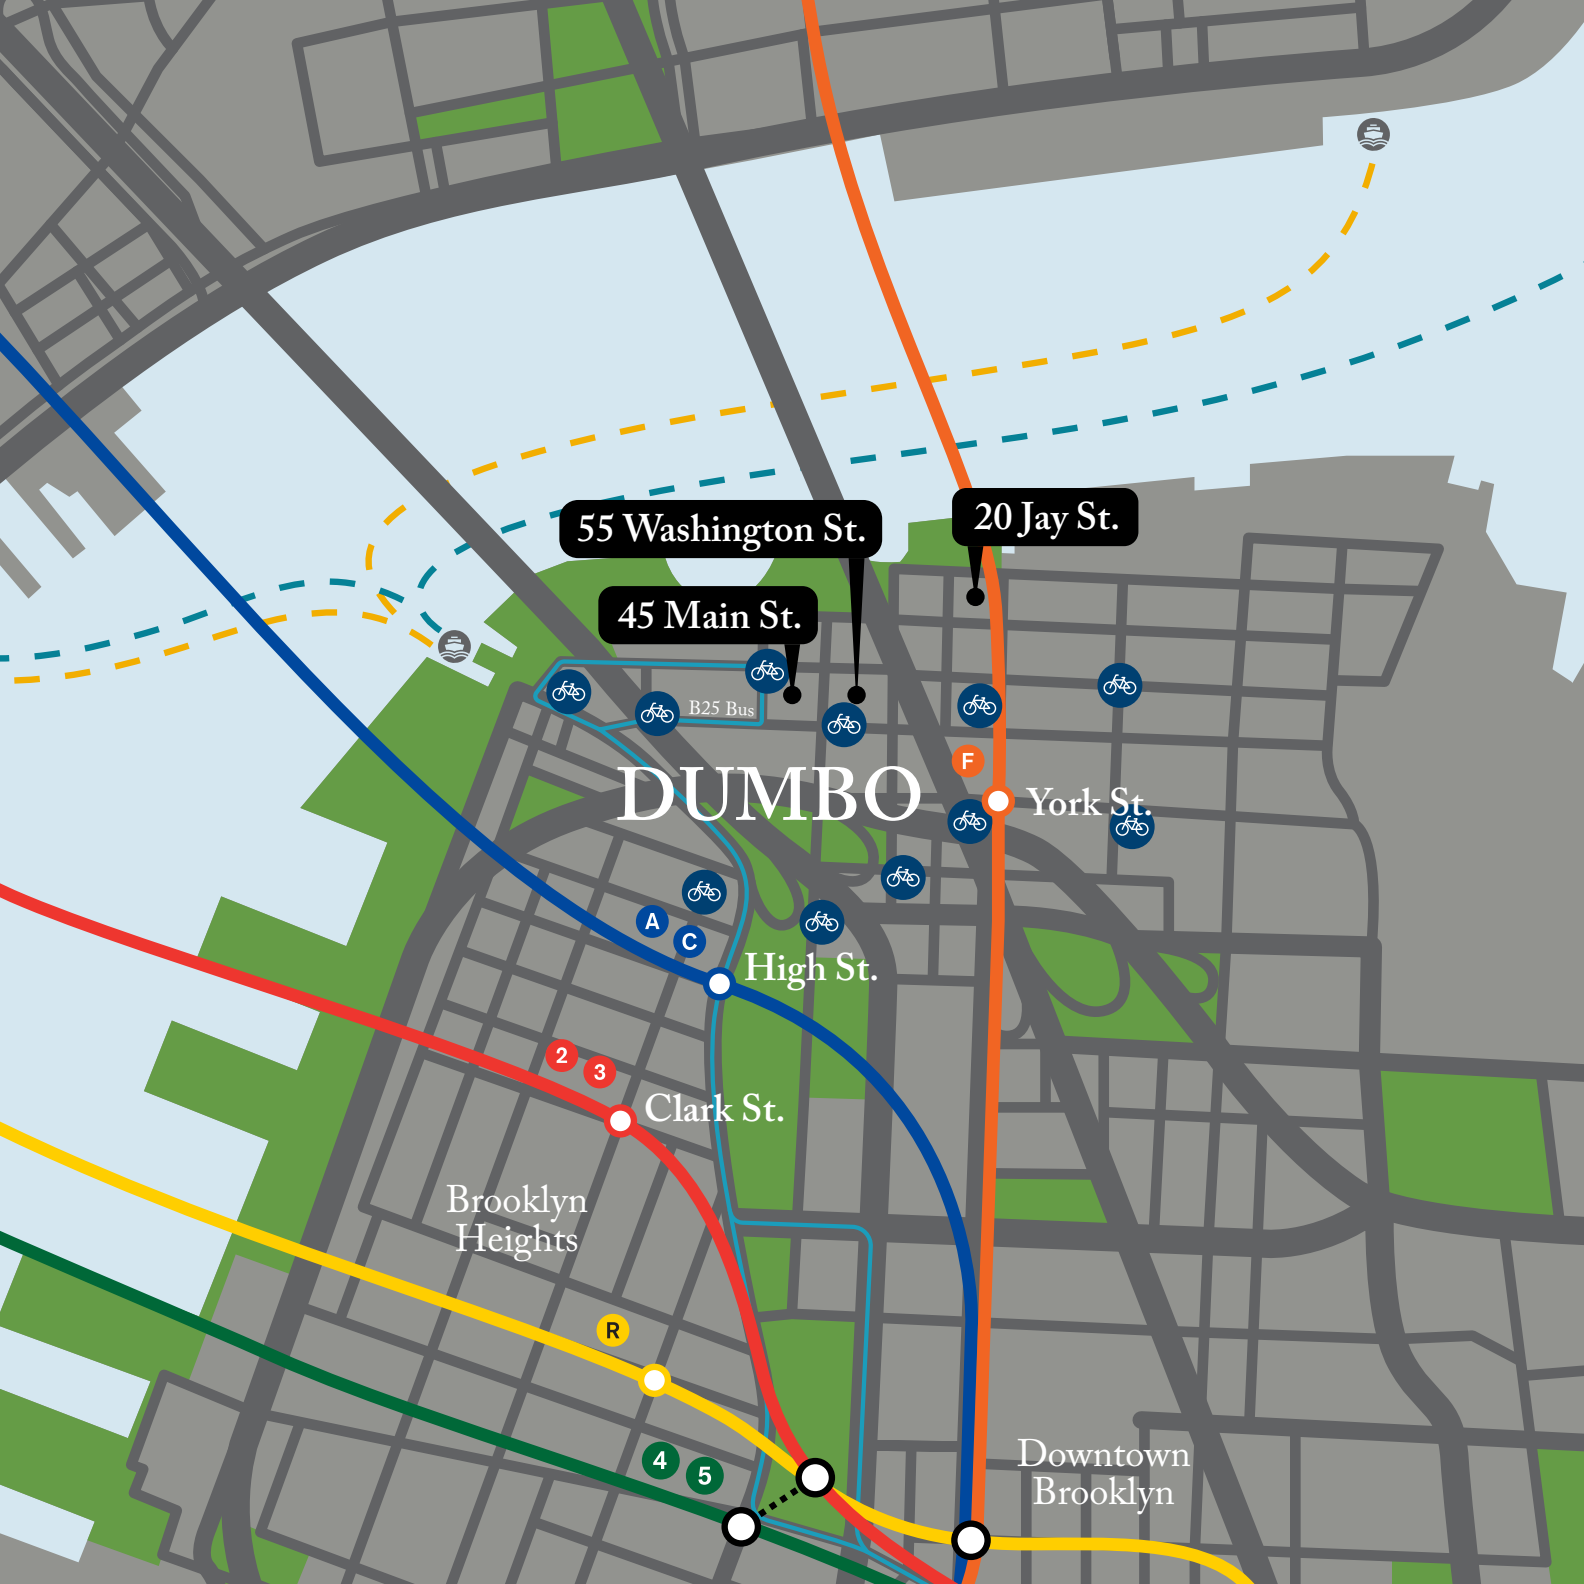 55 Washington St.
20 Jay St.
45 Main St.
B25 Bus
F
DUMBO
York St.
A
C
High St.
2
3
Clark St.
Brooklyn
Heights
R
4
5
Downtown
Brooklyn